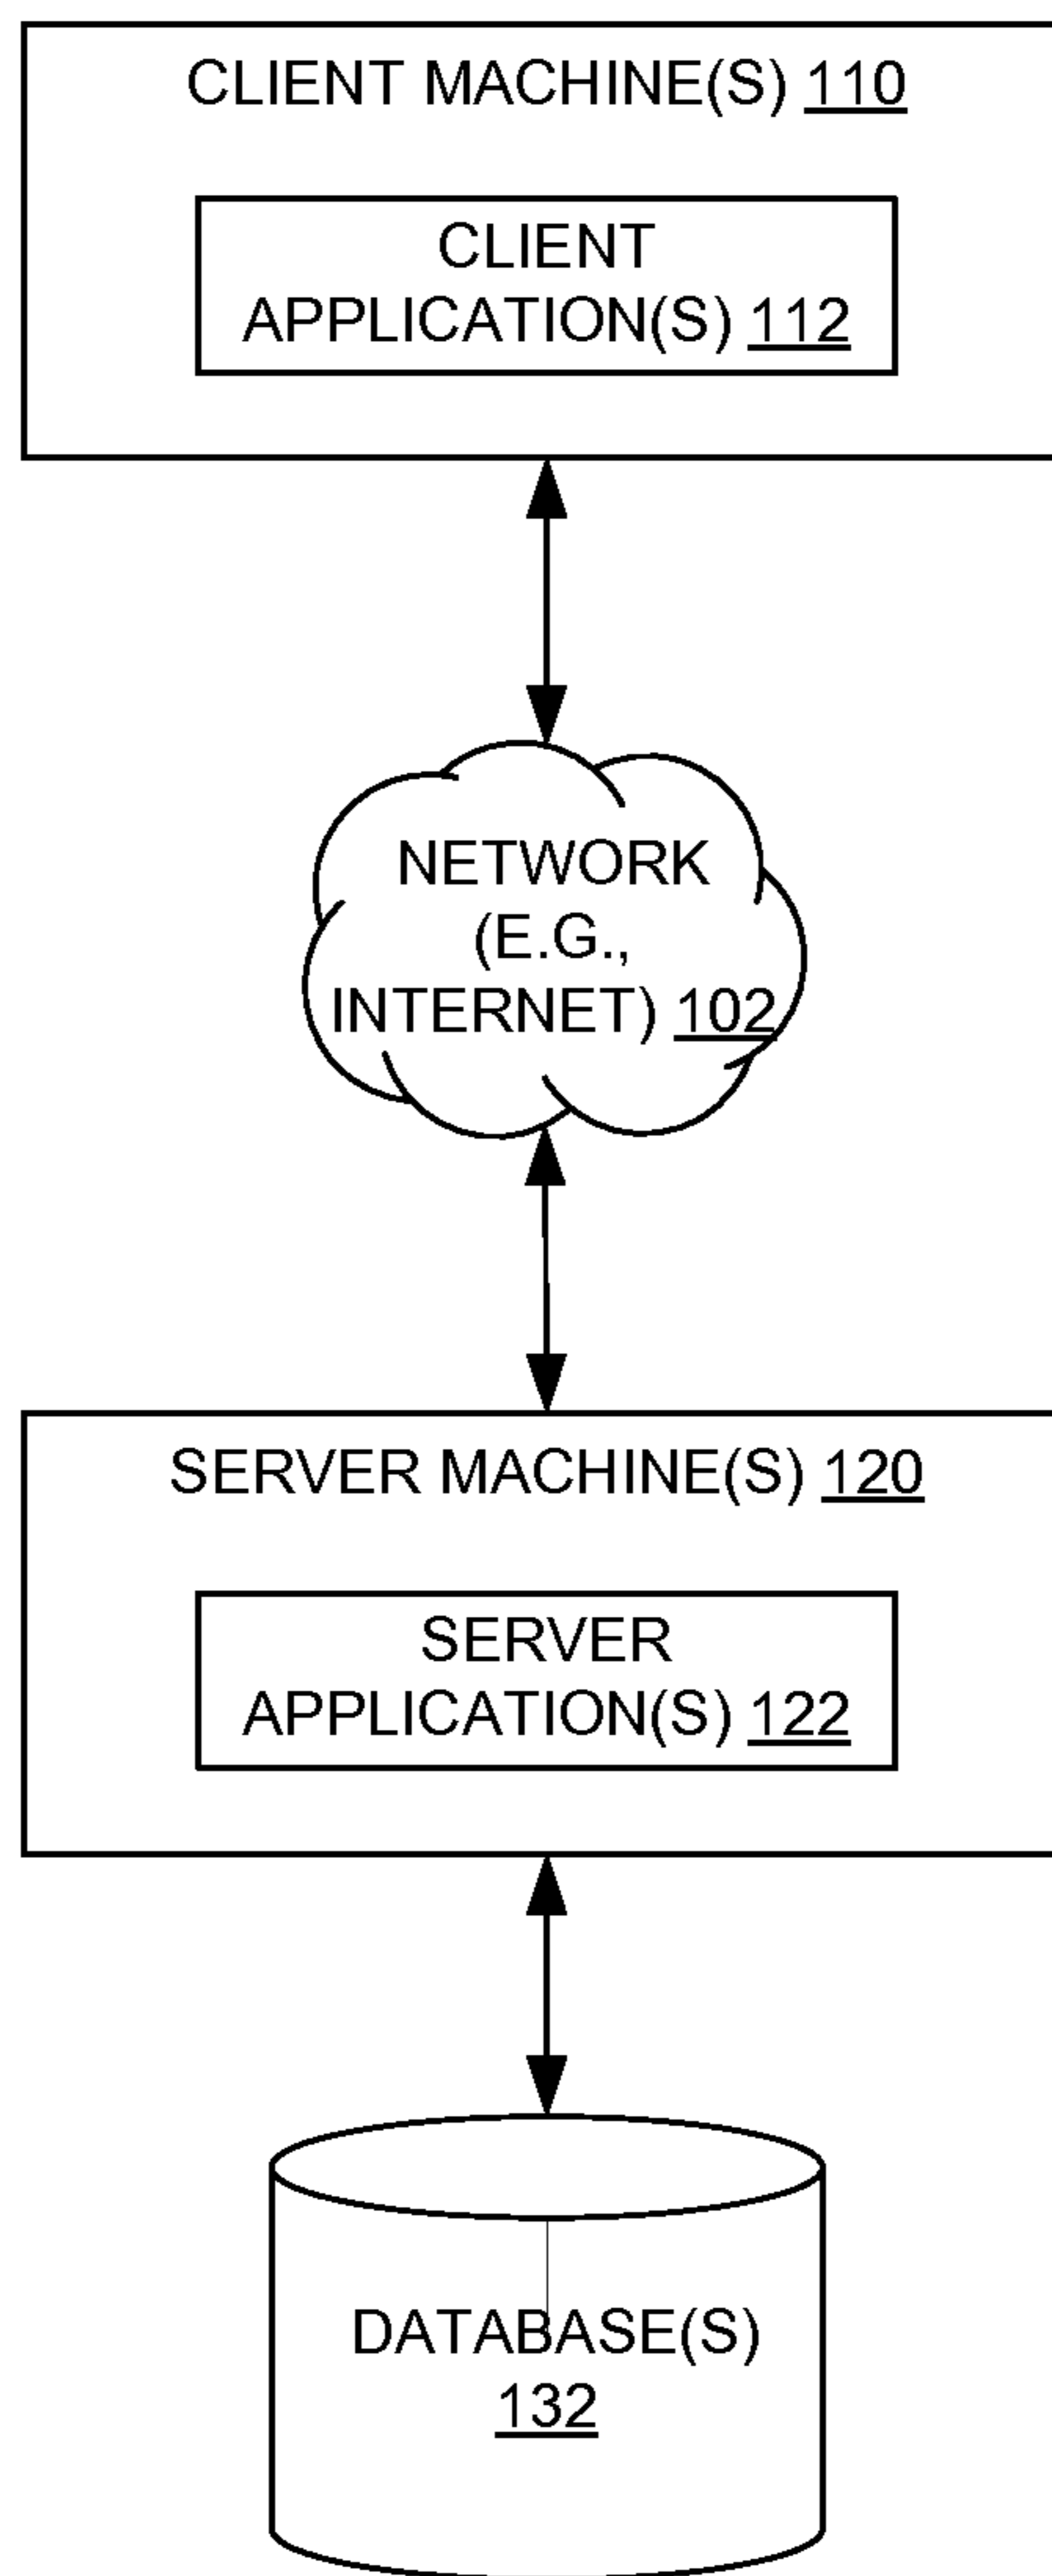 CLIENT MACHINE(S) 110
CLIENT
APPLICATION(S) 112
NETWORK
(E.G.,
INTERNET) 102
SERVER MACHINE(S) 120
SERVER
APPLICATION(S) 122
DATABASE(S)
132